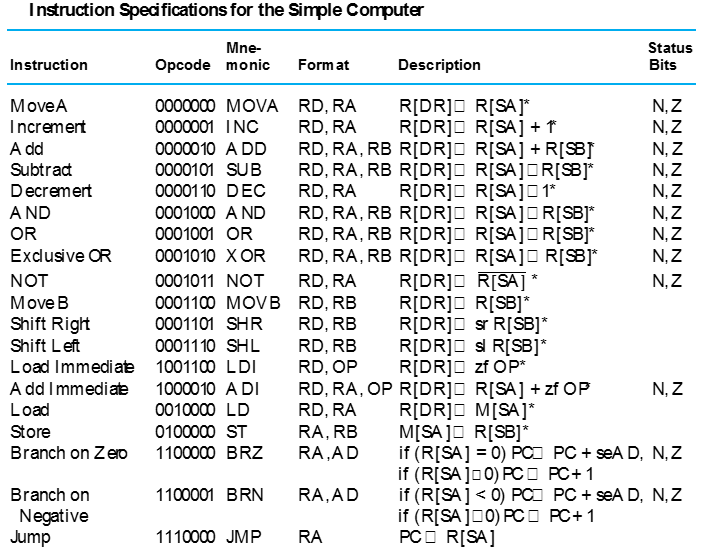 Instruction Specifications for the Simple Computer
Mne- Status
Instruction Opcode monic Format Description Bits
Move A 0000000 MOVA RD, RA R[DR]□ R[SA]* N, Z
Increment 0000001 INC RD, RA R[DR]□ R[SA] + 1* N, Z
Add 0000010 ADD RD, RA, RB R[DR]□ R[SA] + R[SB]* N, Z
Subtract 0000101 SUB RD, RA, RB R[DR]□ R[SA]□ R[SB]* N, Z
Decrement 0000110 DEC RD, RA R[DR]□ R[SA]□ 1* N, Z
AND 0001000 AND RD, RA, RB R[DR]□ R[SA]□ R[SB]* N, Z
OR 0001001 OR RD, RA, RB R[DR]□ R[SA]□ R[SB]* N, Z
Exclusive OR 0001010 XOR RD, RA, RB R[DR]□ R[SA]□ R[SB]* N, Z
NOT 0001011 NOT RD, RA R[DR]□ R[SA] * N, Z
Move B 0001100 MOVB RD, RB R[DR]□ R[SB]*
Shift Right 0001101 SHR RD, RB R[DR]□ sr R[SB]*
Shift Left 0001110 SHL RD, RB R[DR]□ sl R[SB]*
Load Immediate 1001100 LDI RD, OP R[DR]□ zf OP*
Add Immediate 1000010 ADI RD, RA, OP R[DR]□ R[SA] + zf OP* N, Z
Load 0010000 LD RD, RA R[DR]□ M[SA]*
Store 0100000 ST RA, RB M[SA]□ R[SB]*
Branch on Zero 1100000 BRZ RA, AD if (R[SA] = 0) PC□ PC + se AD, N, Z
if (R[SA]□ 0) PC□ PC + 1
Branch on 1100001 BRN RA, AD if (R[SA] < 0) PC□ PC + se AD, N, Z
Negative if (R[SA]□ 0) PC□ PC + 1
Jump 1110000 JMP RA PC□ R[SA]